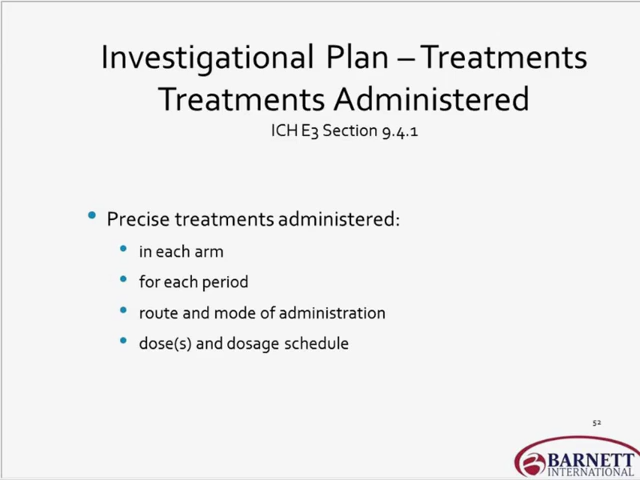 Investigational Plan – Treatments
Treatments Administered
ICH E3 Section 9.4.1
• Precise treatments administered:
• in each arm
• for each period
• route and mode of administration
• dose(s) and dosage schedule
52
BARNETT
INTERNATIONAL